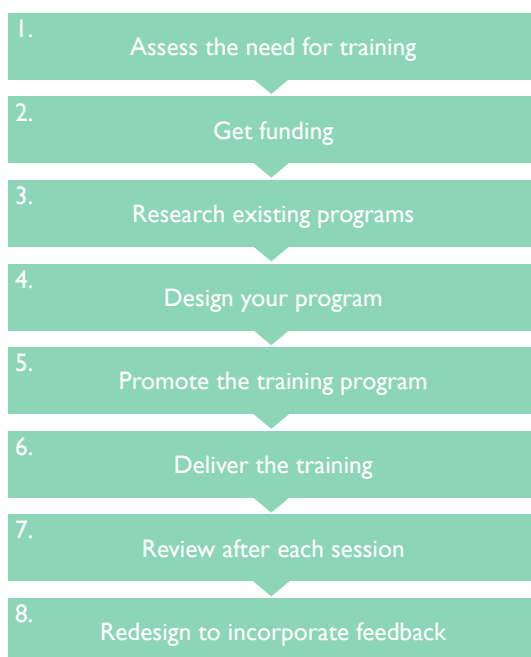 1.
Assess the need for training
2.
Get funding
3.
Research existing programs
4.
Design your program
5.
Promote the training program
6.
Deliver the training
7.
Review after each session
8.
Redesign to incorporate feedback